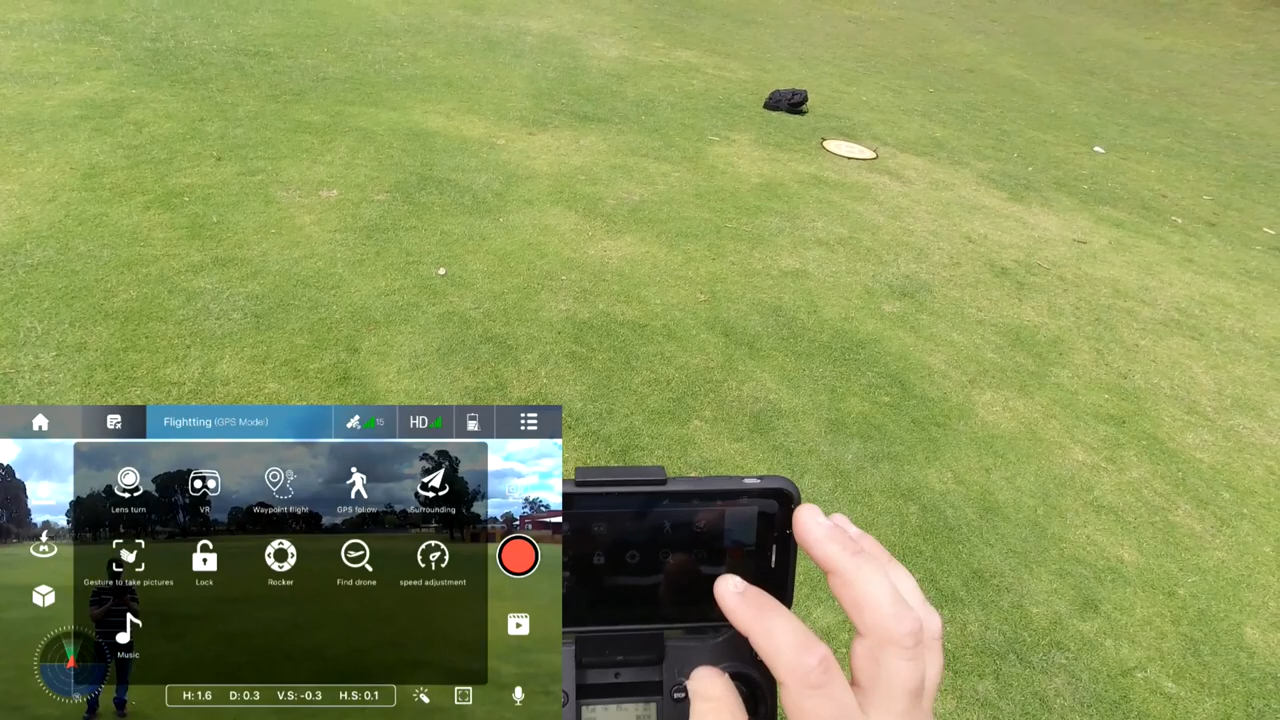 Flightting (GPS Model) 15 HD
Lens turn VR Waypoint flight GPS follow Surrounding
Gesture to take pictures Lock Rocker Find drone speed adjustment
Music
H: 1.6 D: 0.3 V.S: -0.3 H.S: 0.1
STOP